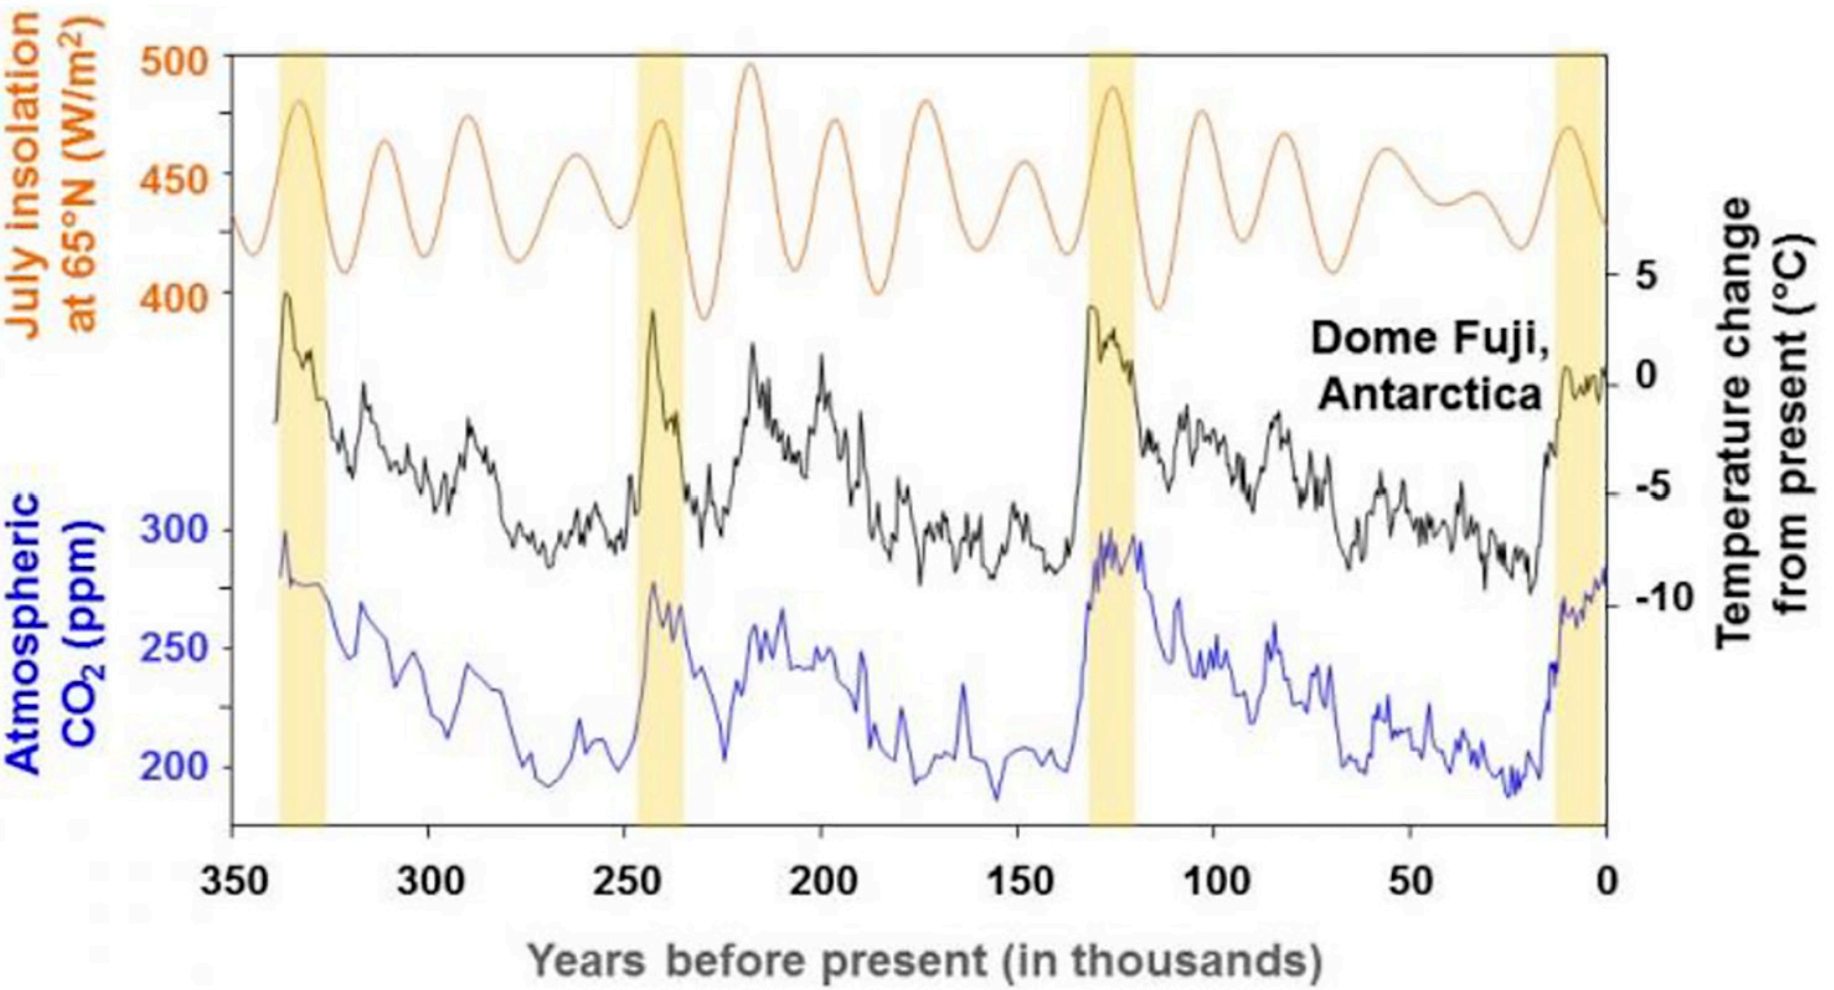 July insolation
at 65°N (W/m²)
500
450
400
Atmospheric
CO₂ (ppm)
300
250
200
Dome Fuji,
Antarctica
5
0
-5
-10
Temperature change
from present (°C)
350 300 250 200 150 100 50 0
Years before present (in thousands)